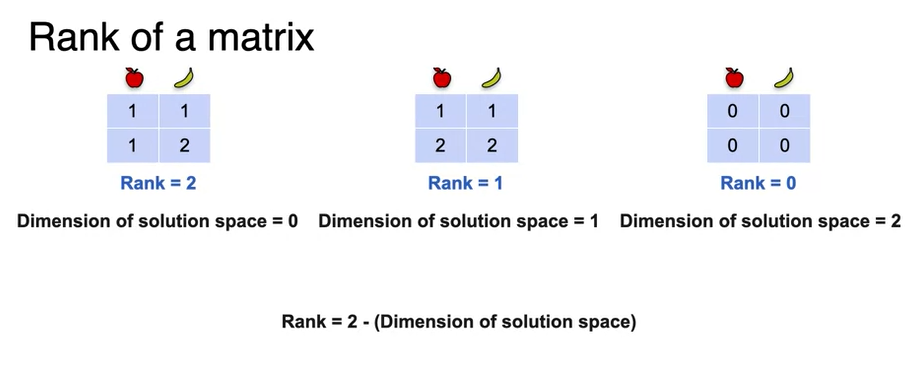 Rank of a matrix
1 1
1 2
Rank = 2
Dimension of solution space = 0
1 1
2 2
Rank = 1
Dimension of solution space = 1
0 0
0 0
Rank = 0
Dimension of solution space = 2
Rank = 2 - (Dimension of solution space)